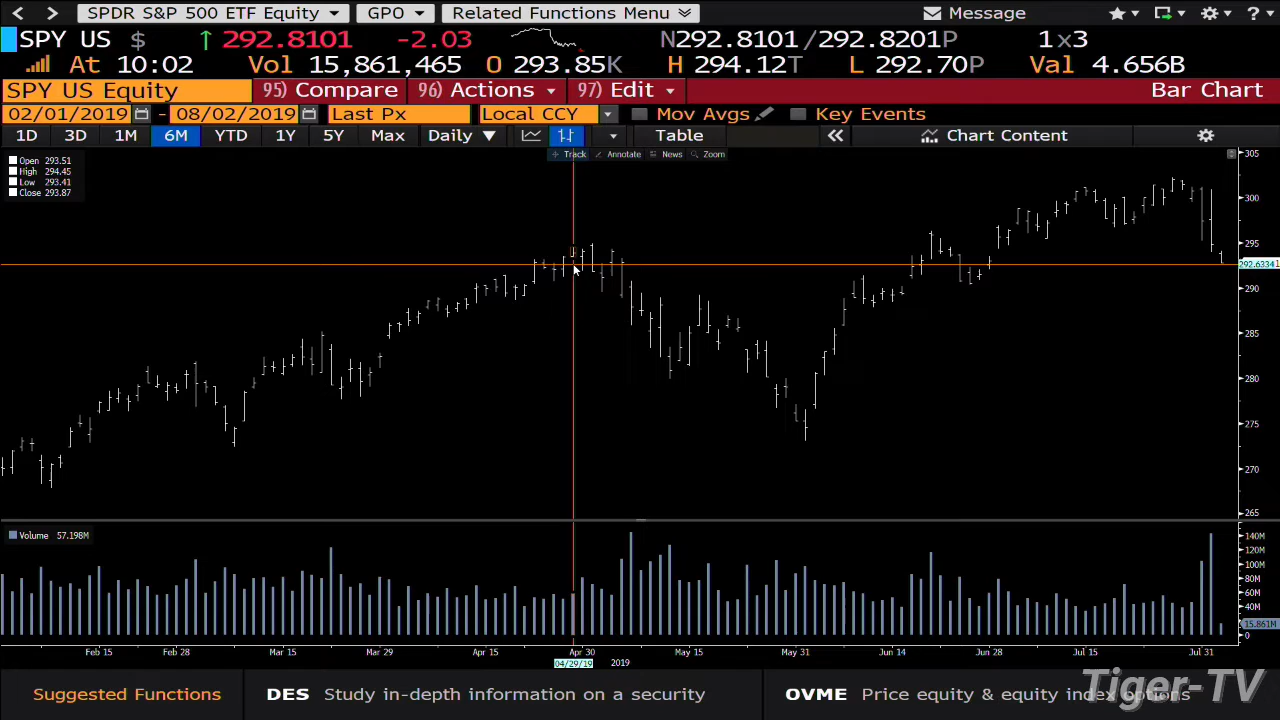 SPDR S&P 500 ETF Equity GPO Related Functions Menu Message ?
SPY US $ ↑ 292.8101 -2.03 N292.8101/292.8201P 1x3
At 10:02 Vol 15,861,465 O 293.85K H 294.12T L 292.70P Val 4.656B
SPY US Equity 95) Compare 96) Actions 97) Edit Bar Chart
02/01/2019 - 08/02/2019 Last Px Local CCY Mov Avgs Key Events
1D 3D 1M 6M YTD 1Y 5Y Max Daily ▼ Table « Chart Content
Track Annotate News Zoom
Open 293.51
High 294.45
Low 293.41
Close 293.87
305
300
295
292.6334
290
285
280
275
270
265
Volume 57.198M
140M
120M
100M
80M
60M
40M
15.861M
0
Feb 15 Feb 28 Mar 15 Mar 29 Apr 15 Apr 30 May 15 May 31 Jun 14 Jun 28 Jul 15 Jul 31
04/29/19 2019
Suggested Functions DES Study in-depth information on a security OVME Price equity & equity index options
Tiger-TV